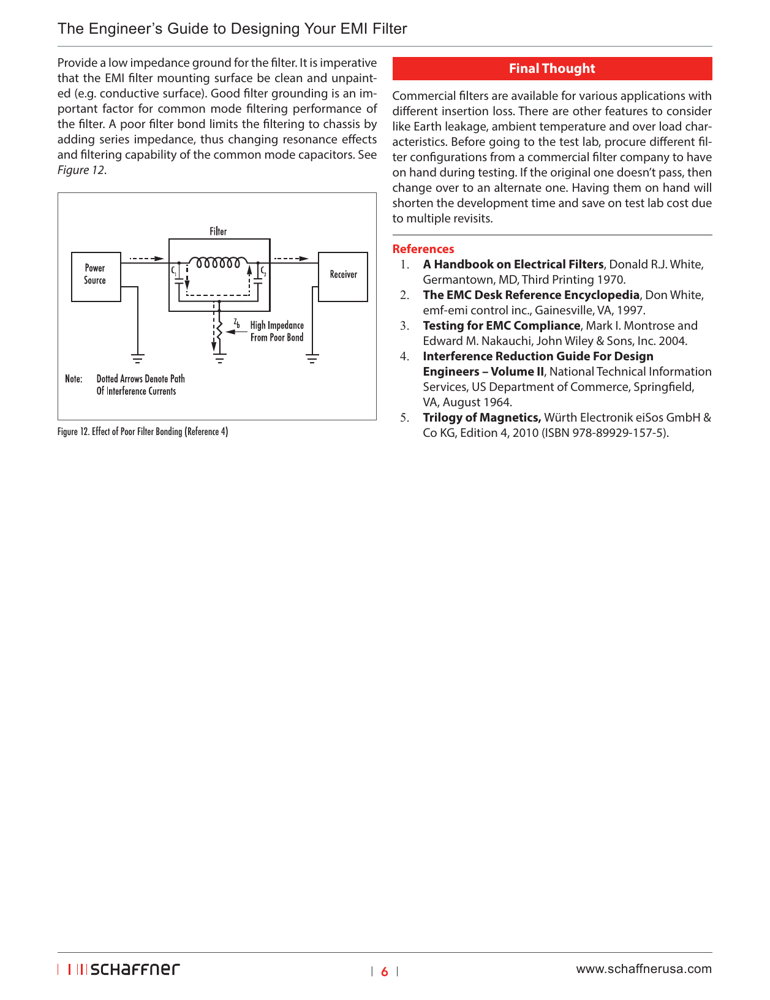 The Engineer’s Guide to Designing Your EMI Filter
Provide a low impedance ground for the filter. It is imperative
that the EMI filter mounting surface be clean and unpaint-
ed (e.g. conductive surface). Good filter grounding is an im-
portant factor for common mode filtering performance of
the filter. A poor filter bond limits the filtering to chassis by
adding series impedance, thus changing resonance effects
and filtering capability of the common mode capacitors. See
Figure 12.
Filter
Power
Source
C1
C2
Receiver
Zb
High Impedance
From Poor Bond
Note: Dotted Arrows Denote Path
Of Interference Currents
Figure 12. Effect of Poor Filter Bonding (Reference 4)
Final Thought
Commercial filters are available for various applications with
different insertion loss. There are other features to consider
like Earth leakage, ambient temperature and over load char-
acteristics. Before going to the test lab, procure different fil-
ter configurations from a commercial filter company to have
on hand during testing. If the original one doesn’t pass, then
change over to an alternate one. Having them on hand will
shorten the development time and save on test lab cost due
to multiple revisits.
References
1. A Handbook on Electrical Filters, Donald R.J. White,
Germantown, MD, Third Printing 1970.
2. The EMC Desk Reference Encyclopedia, Don White,
emf-emi control inc., Gainesville, VA, 1997.
3. Testing for EMC Compliance, Mark I. Montrose and
Edward M. Nakauchi, John Wiley & Sons, Inc. 2004.
4. Interference Reduction Guide For Design
Engineers – Volume II, National Technical Information
Services, US Department of Commerce, Springfield,
VA, August 1964.
5. Trilogy of Magnetics, Würth Electronik eiSos GmbH &
Co KG, Edition 4, 2010 (ISBN 978-89929-157-5).
SCHAFFNER
| 6 |
www.schaffnerusa.com